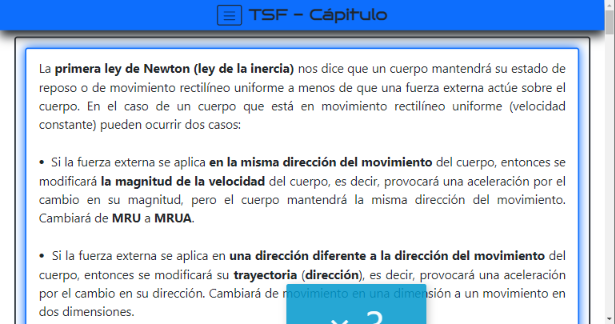 TSF - Cápitulo
La primera ley de Newton (ley de la inercia) nos dice que un cuerpo mantendrá su estado de
reposo o de movimiento rectilíneo uniforme a menos de que una fuerza externa actúe sobre el
cuerpo. En el caso de un cuerpo que está en movimiento rectilíneo uniforme (velocidad
constante) pueden ocurrir dos casos:
• Si la fuerza externa se aplica en la misma dirección del movimiento del cuerpo, entonces se
modificará la magnitud de la velocidad del cuerpo, es decir, provocará una aceleración por el
cambio en su magnitud, pero el cuerpo mantendrá la misma dirección del movimiento.
Cambiará de MRU a MRUA.
• Si la fuerza externa se aplica en una dirección diferente a la dirección del movimiento del
cuerpo, entonces se modificará su trayectoria (dirección), es decir, provocará una aceleración
por el cambio en su dirección. Cambiará de movimiento en una dimensión a un movimiento en
dos dimensiones.